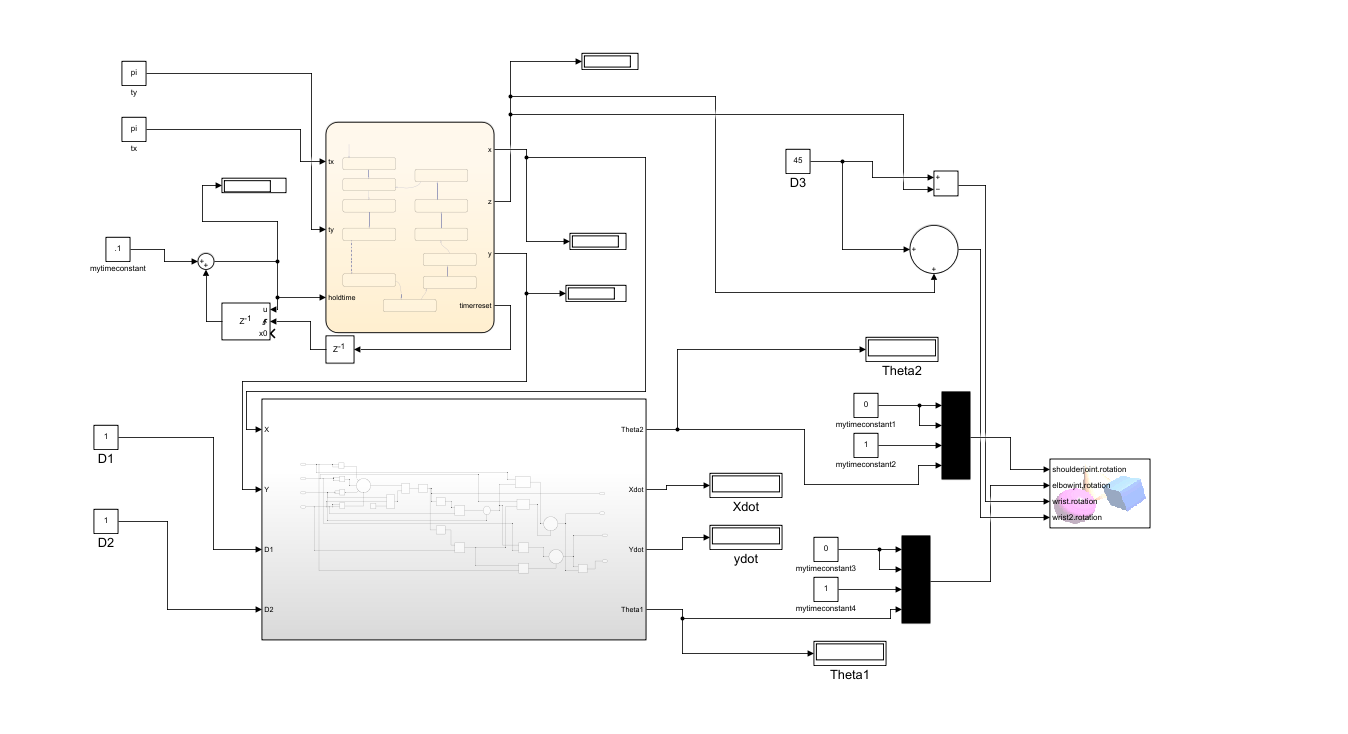 pi
ty
pi
tx
tx
ty
holdtime
x
z
y
timerreset
.1
mytimeconstant
+
+
Z-1
u
x0
Z-1
45
D3
+
−
+
+
Theta2
0
mytimeconstant1
1
mytimeconstant2
1
D1
1
D2
X
Y
D1
D2
Theta2
Xdot
Ydot
Theta1
Xdot
ydot
0
mytimeconstant3
1
mytimeconstant4
Theta1
shoulderjoint.rotation
elbowjnt.rotation
wrist.rotation
wrist2.rotation